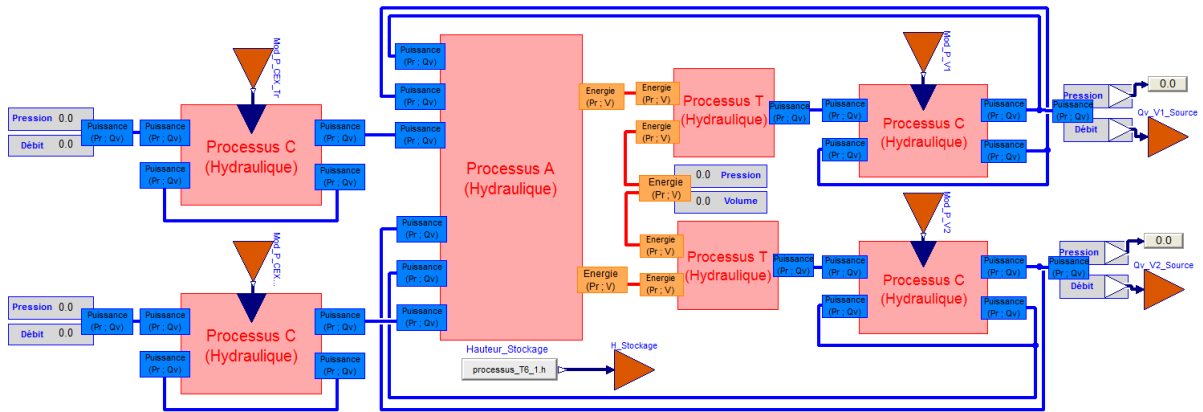 Mod_P_CEX_Tr
Pression 0.0
Débit 0.0
Puissance
(Pr ; Qv)
Puissance
(Pr ; Qv)
Puissance
(Pr ; Qv)
Processus C
(Hydraulique)
Puissance
(Pr ; Qv)
Puissance
(Pr ; Qv)
Mod_P_CEX...
Pression 0.0
Débit 0.0
Puissance
(Pr ; Qv)
Puissance
(Pr ; Qv)
Puissance
(Pr ; Qv)
Processus C
(Hydraulique)
Puissance
(Pr ; Qv)
Puissance
(Pr ; Qv)
Puissance
(Pr ; Qv)
Puissance
(Pr ; Qv)
Puissance
(Pr ; Qv)
Processus A
(Hydraulique)
Puissance
(Pr ; Qv)
Puissance
(Pr ; Qv)
Puissance
(Pr ; Qv)
Energie
(Pr ; V)
Energie
(Pr ; V)
Energie
(Pr ; V)
Processus T
(Hydraulique)
Puissance
(Pr ; Qv)
Energie
(Pr ; V)
0.0 Pression
0.0 Volume
Energie
(Pr ; V)
Energie
(Pr ; V)
Energie
(Pr ; V)
Processus T
(Hydraulique)
Puissance
(Pr ; Qv)
Hauteur_Stockage
processus_T6_1.h
H_Stockage
Mod_P_V1
Puissance
(Pr ; Qv)
Puissance
(Pr ; Qv)
Processus C
(Hydraulique)
Puissance
(Pr ; Qv)
Puissance
(Pr ; Qv)
Pression
Puissance
(Pr ; Qv)
Débit
0.0
Qv_V1_Source
Mod_P_V2
Puissance
(Pr ; Qv)
Puissance
(Pr ; Qv)
Processus C
(Hydraulique)
Puissance
(Pr ; Qv)
Puissance
(Pr ; Qv)
Pression
Puissance
(Pr ; Qv)
Débit
0.0
Qv_V2_Source